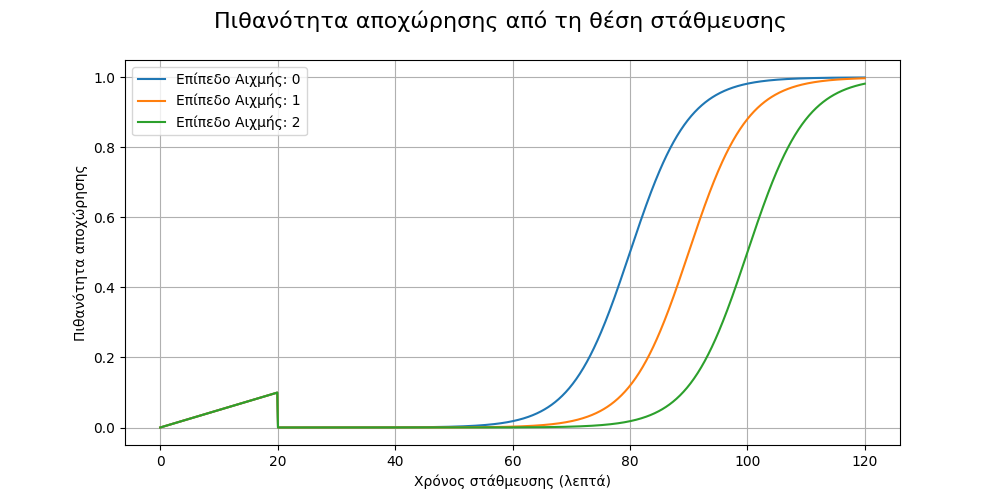 Πιθανότητα αποχώρησης από τη θέση στάθμευσης
Επίπεδο Αιχμής: 0
Επίπεδο Αιχμής: 1
Επίπεδο Αιχμής: 2
Πιθανότητα αποχώρησης
1.0
0.8
0.6
0.4
0.2
0.0
0 20 40 60 80 100 120
Χρόνος στάθμευσης (λεπτά)